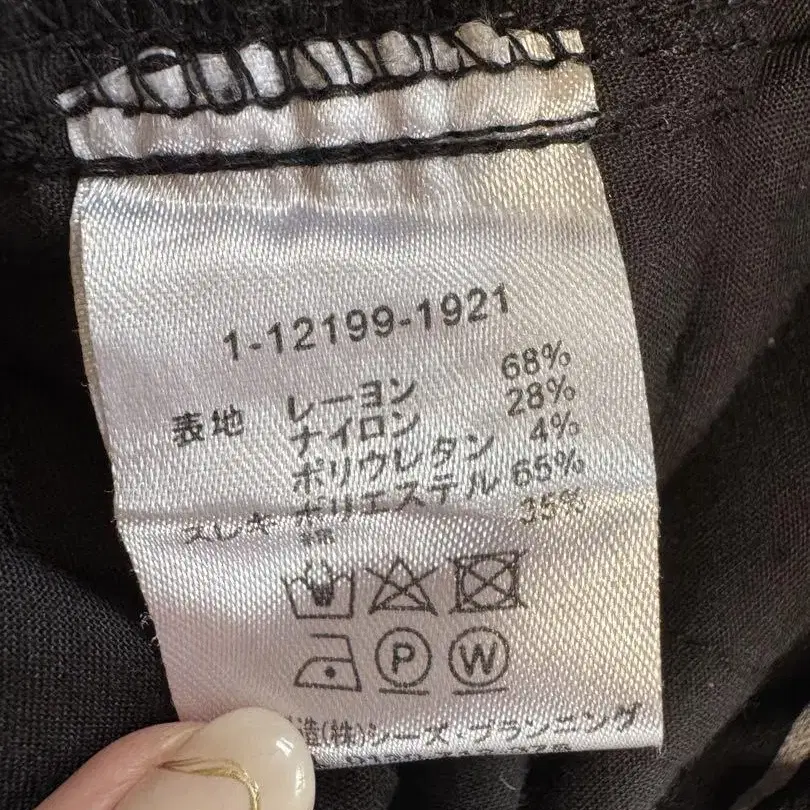 1-12199-1921
表地 レーヨン 68%
ナイロン 28%
ポリウレタン 4%
スレキ ポリエステル 65%
綿 35%
P W
造(株)シーズ・プランニング